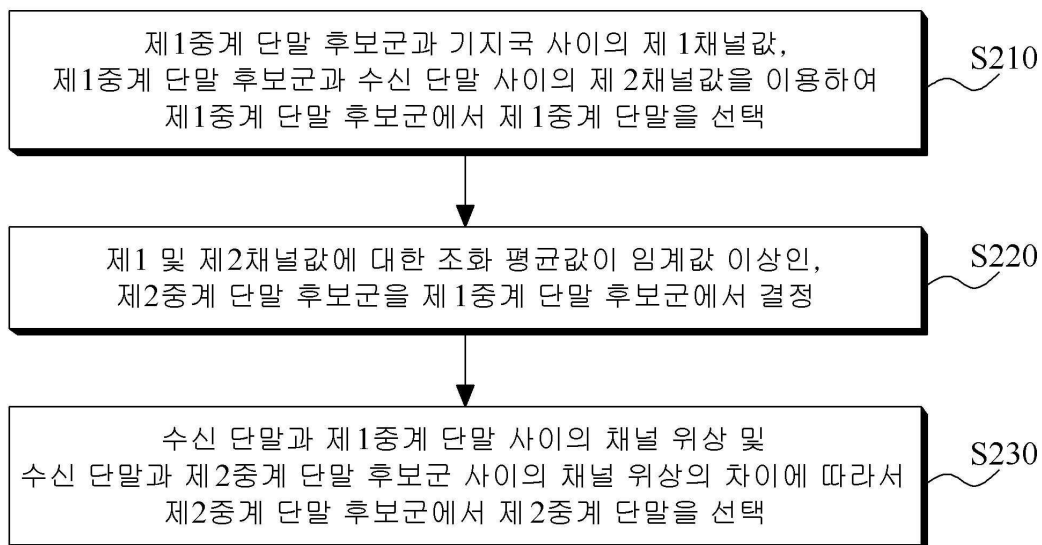 제1중계 단말 후보군과 기지국 사이의 제 1채널값,
제1중계 단말 후보군과 수신 단말 사이의 제 2채널값을 이용하여
제1중계 단말 후보군에서 제1중계 단말을 선택
S210
제1 및 제2채널값에 대한 조화 평균값이 임계값 이상인,
제2중계 단말 후보군을 제1중계 단말 후보군에서 결정
S220
수신 단말과 제1중계 단말 사이의 채널 위상 및
수신 단말과 제2중계 단말 후보군 사이의 채널 위상의 차이에 따라서
제2중계 단말 후보군에서 제2중계 단말을 선택
S230